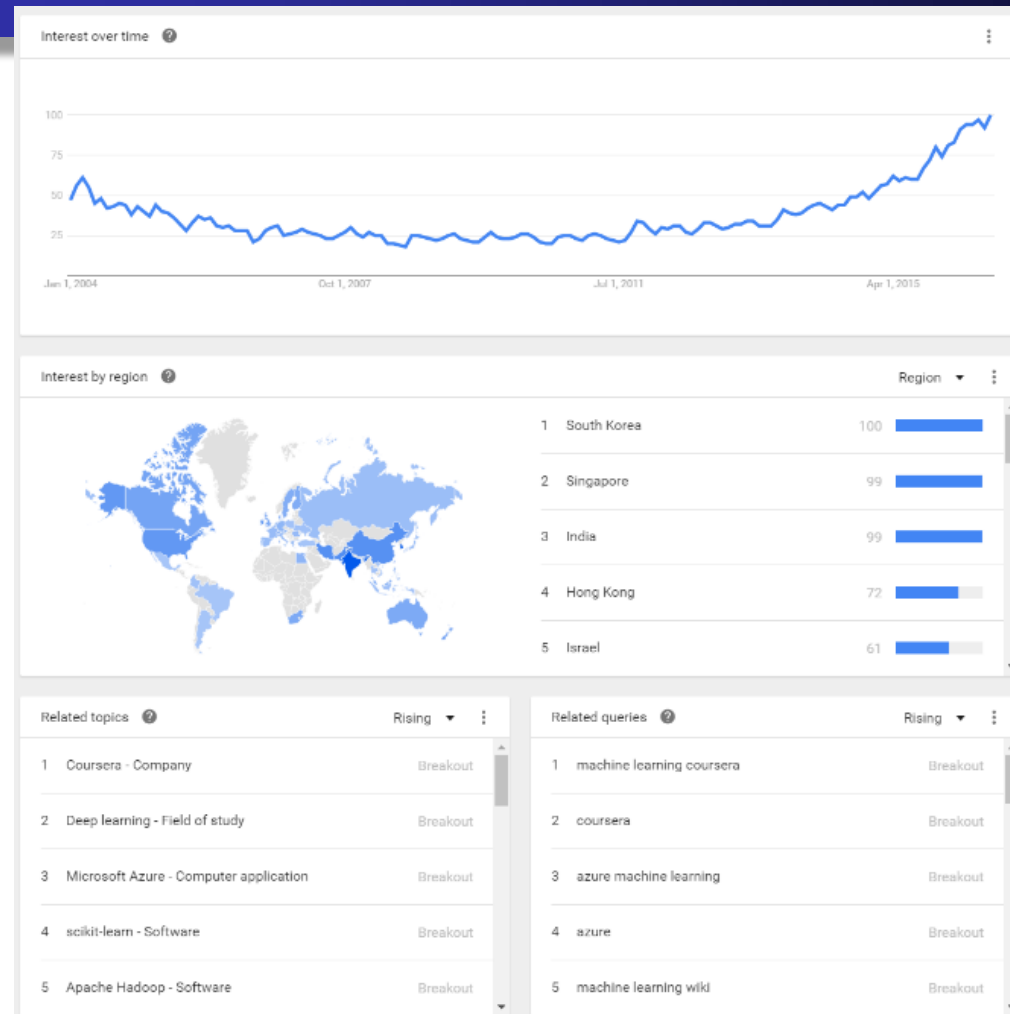 Interest over time
100
75
50
25
Jan 1, 2004 Oct 1, 2007 Jul 1, 2011 Apr 1, 2015
Interest by region Region
1 South Korea 100
2 Singapore 99
3 India 99
4 Hong Kong 72
5 Israel 61
Related topics Rising
1 Coursera - Company Breakout
2 Deep learning - Field of study Breakout
3 Microsoft Azure - Computer application Breakout
4 scikit-learn - Software Breakout
5 Apache Hadoop - Software Breakout
Related queries Rising
1 machine learning coursera Breakout
2 coursera Breakout
3 azure machine learning Breakout
4 azure Breakout
5 machine learning wiki Breakout